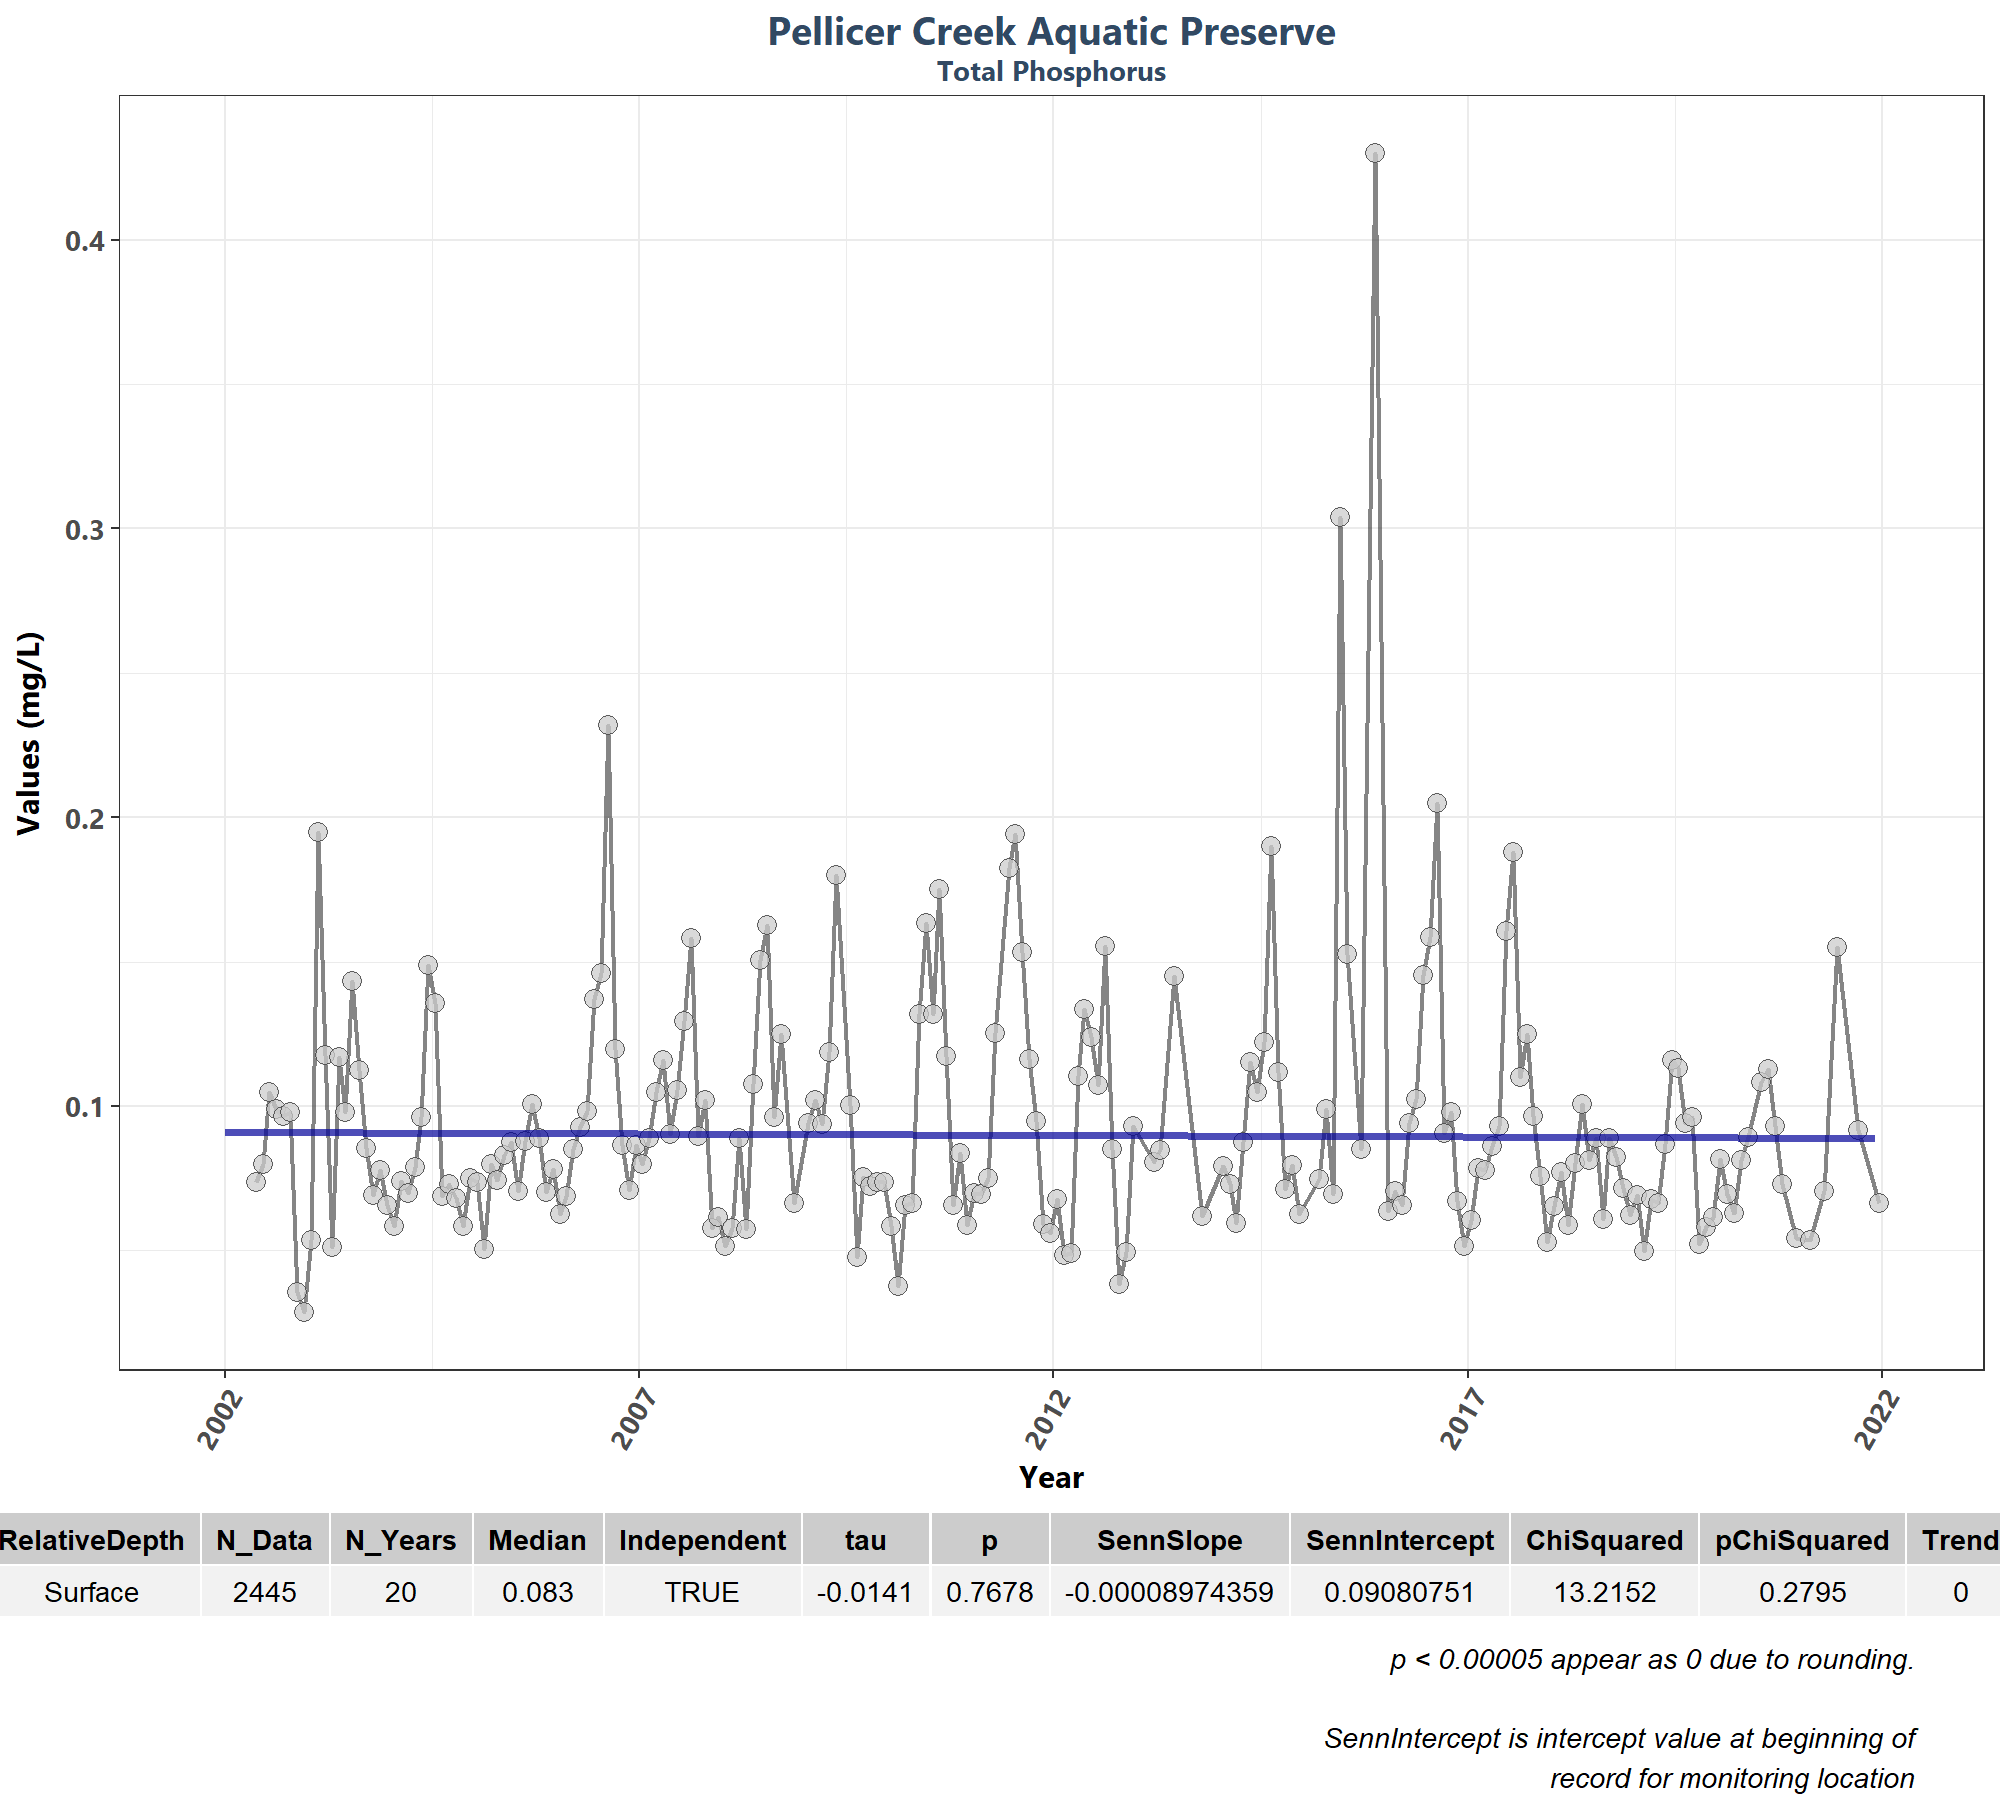 Pellicer Creek Aquatic Preserve
Total Phosphorus
Values (mg/L)
0.4
0.3
0.2
0.1
2002 2007 2012 2017 2022
Year
RelativeDepth N_Data N_Years Median Independent tau p SennSlope SennIntercept ChiSquared pChiSquared Trend
Surface 2445 20 0.083 TRUE -0.0141 0.7678 -0.00008974359 0.09080751 13.2152 0.2795 0
p < 0.00005 appear as 0 due to rounding.
SennIntercept is intercept value at beginning of
record for monitoring location